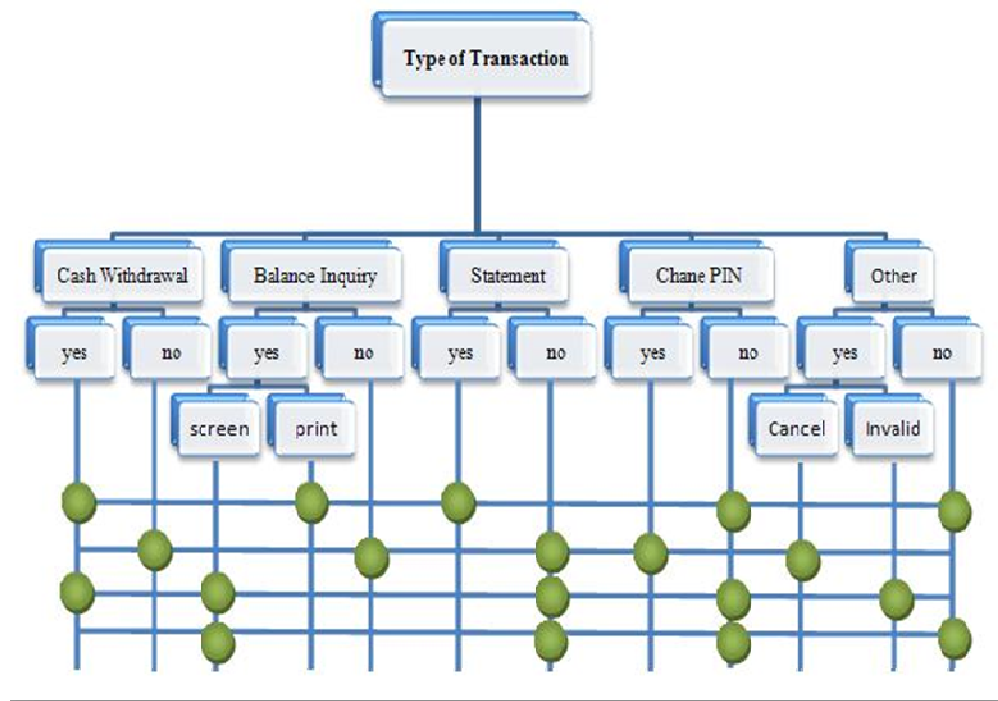 Type of Transaction
Cash Withdrawal
Balance Inquiry
Statement
Chane PIN
Other
yes
no
yes
no
yes
no
yes
no
yes
no
screen
print
Cancel
Invalid